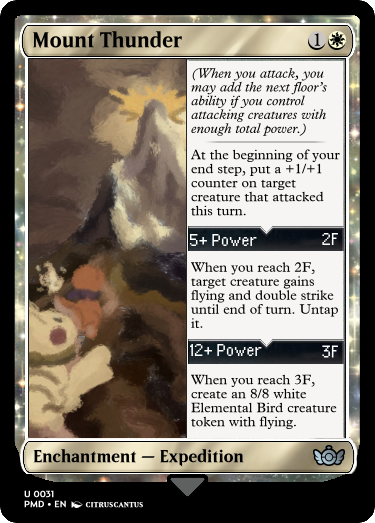 Mount Thunder 1
(When you attack, you
may add the next floor's
ability if you control
attacking creatures with
enough total power.)
At the beginning of your
end step, put a +1/+1
counter on target
creature that attacked
this turn.
5+ Power 2F
When you reach 2F,
target creature gains
flying and double strike
until end of turn. Untap
it.
12+ Power 3F
When you reach 3F,
create an 8/8 white
Elemental Bird creature
token with flying.
Enchantment — Expedition
U 0031
PMD • EN CITRUSCANTUS